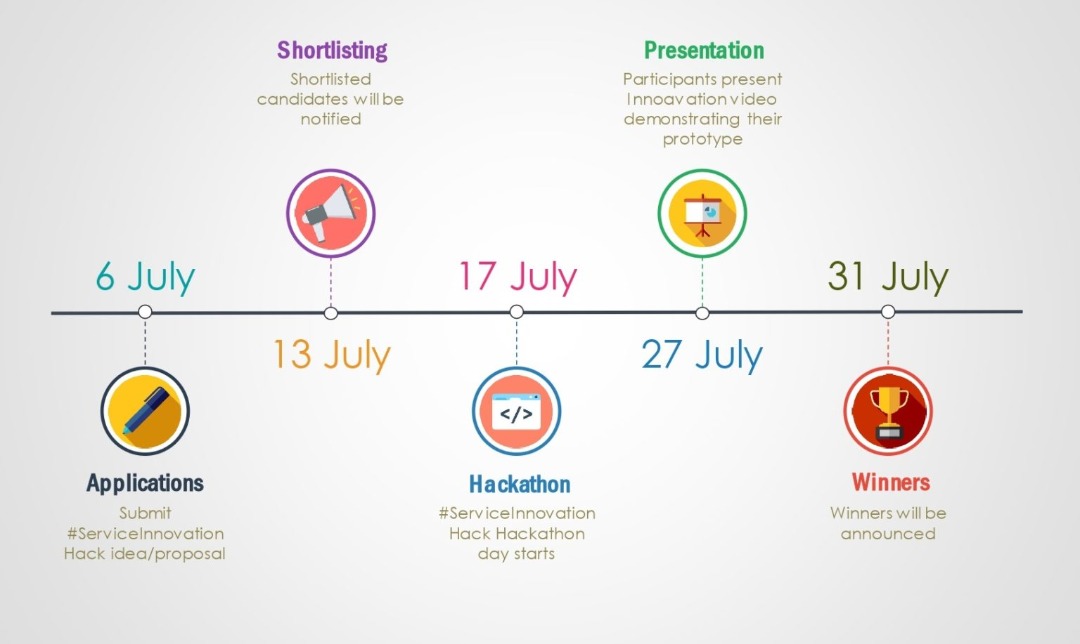 Shortlisting
Shortlisted
candidates will be
notified
Presentation
Participants present
Innoavation video
demonstrating their
prototype
6 July
17 July
31 July
13 July
27 July
</>
Applications
Submit
#ServiceInnovation
Hack idea/proposal
Hackathon
#ServiceInnovation
Hack Hackathon
day starts
Winners
Winners will be
announced